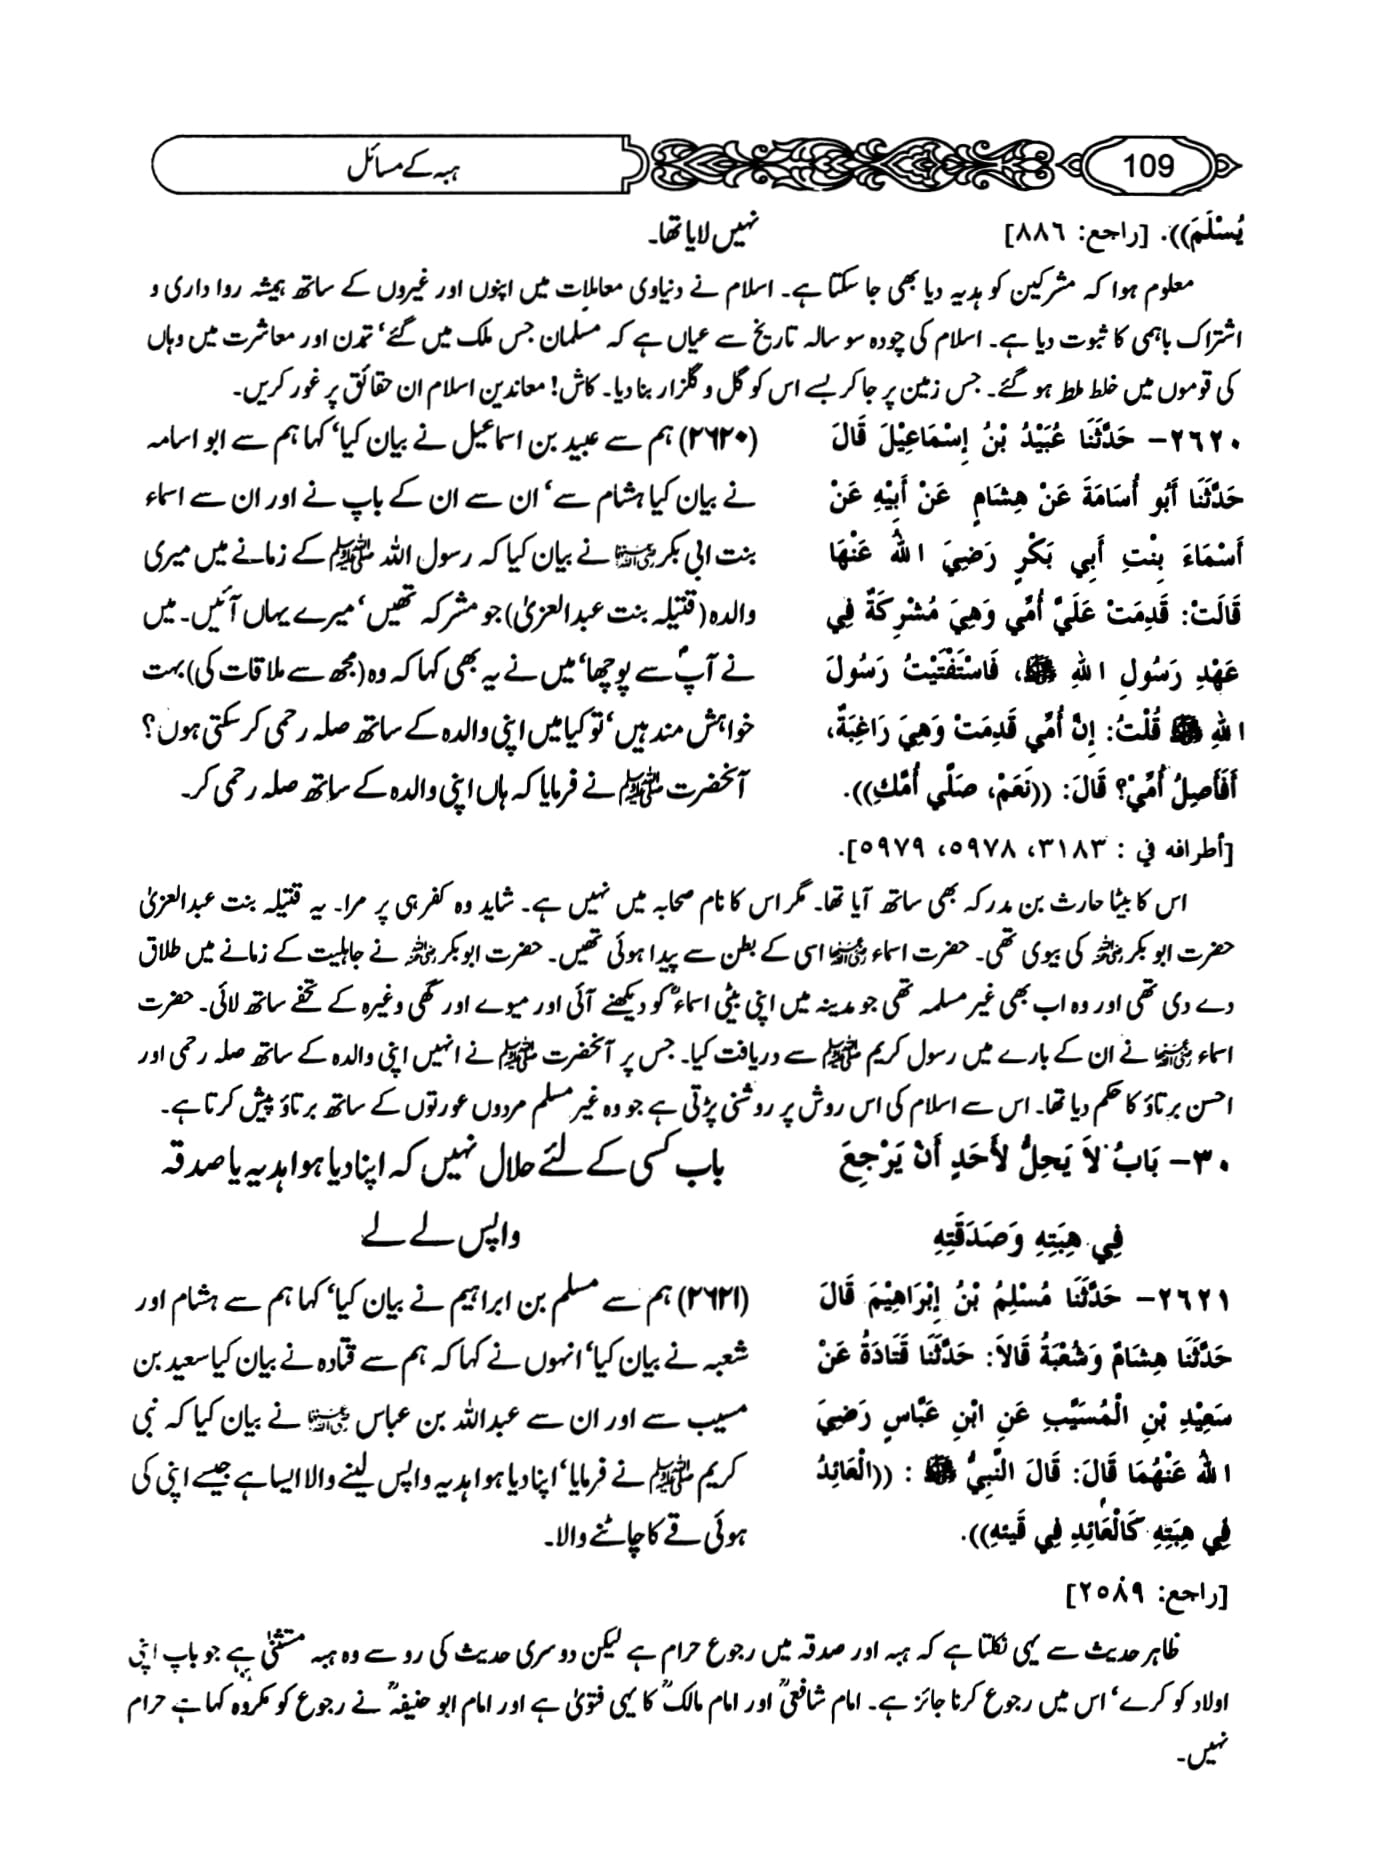 109
ہبہ کے مسائل
يُسْلِمَ)). [راجع: ٨٨٦]
نہیں لایا تھا۔
معلوم ہوا کہ مشرکین کو ہدیہ دیا بھی جا سکتا ہے۔ اسلام نے دنیاوی معاملات میں اپنوں اور غیروں کے ساتھ ہمیشہ رواداری و
اشتراک باہمی کا ثبوت دیا ہے۔ اسلام کی چودہ سو سالہ تاریخ سے عیاں ہے کہ مسلمان جس ملک میں گئے‘ تمدن اور معاشرت میں وہاں
کی قوموں میں خلط ملط ہو گئے۔ جس زمین پر جا کر بسے اس کو گل و گلزار بنا دیا۔ کاش! معاندین اسلام ان حقائق پر غور کریں۔
٢٦٢٠- حَدَّثَنَا عُبَيْدُ بْنُ إِسْمَاعِيْلَ قَالَ
حَدَّثَنَا أَبُو أُسَامَةَ عَنْ هِشَامٍ عَنْ أَبِيْهِ عَنْ
أَسْمَاءَ بِنْتِ أَبِي بَكْرٍ رَضِيَ اللهُ عَنْهَا
قَالَتْ: قَدِمَتْ عَلَيَّ أُمِّي وَهِيَ مُشْرِكَةٌ فِي
عَهْدِ رَسُولِ اللهِ ﷺ، فَاسْتَفْتَيْتُ رَسُولَ
اللهِ ﷺ قُلْتُ: إِنَّ أُمِّي قَدِمَتْ وَهِيَ رَاغِبَةٌ،
أَفَأَصِلُ أُمِّيْ؟ قَالَ: ((نَعَمْ، صَلِّي أُمَّكِ)).
[أطرافه في : ٣١٨٣، ٥٩٧٨، ٥٩٧٩].
(۲۶۲۰) ہم سے عبید بن اسماعیل نے بیان کیا‘ کہا ہم سے ابو اسامہ
نے بیان کیا ہشام سے‘ ان سے ان کے باپ نے اور ان سے اسماء
بنت ابی بکر رضی اللہ عنہما نے بیان کیا کہ رسول اللہ ﷺ کے زمانے میں میری
والدہ (قتیلہ بنت عبدالعزیٰ) جو مشرکہ تھیں‘ میرے یہاں آئیں۔ میں
نے آپؐ سے پوچھا‘ میں نے یہ بھی کہا کہ وہ (مجھ سے ملاقات کی) بہت
خواہش مند ہیں‘ تو کیا میں اپنی والدہ کے ساتھ صلہ رحمی کر سکتی ہوں؟
آنحضرت ﷺ نے فرمایا کہ ہاں اپنی والدہ کے ساتھ صلہ رحمی کر۔
اس کا بیٹا حارث بن مدرکہ بھی ساتھ آیا تھا۔ مگر اس کا نام صحابہ میں نہیں ہے۔ شاید وہ کفر ہی پر مرا۔ یہ قتیلہ بنت عبدالعزیٰ
حضرت ابوبکر رضی اللہ عنہ کی بیوی تھی۔ حضرت اسماء رضی اللہ عنہا اسی کے بطن سے پیدا ہوئی تھیں۔ حضرت ابوبکر رضی اللہ عنہ نے جاہلیت کے زمانے میں طلاق
دے دی تھی اور وہ اب بھی غیر مسلمہ تھی جو مدینہ میں اپنی بیٹی اسماءؓ کو دیکھنے آئی اور میوے اور گھی وغیرہ کے تحفے ساتھ لائی۔ حضرت
اسماء رضی اللہ عنہا نے ان کے بارے میں رسول کریم ﷺ سے دریافت کیا۔ جس پر آنحضرت ﷺ نے انہیں اپنی والدہ کے ساتھ صلہ رحمی اور
احسن برتاؤ کا حکم دیا تھا۔ اس سے اسلام کی اس روش پر روشنی پڑتی ہے جو وہ غیر مسلم مردوں عورتوں کے ساتھ برتاؤ پیش کرتا ہے۔
٣٠- بَابُ لاَ يَحِلُّ لأَحَدٍ أَنْ يَرْجِعَ
فِي هِبَتِهِ وَصَدَقَتِهِ
باب کسی کے لئے حلال نہیں کہ اپنا دیا ہوا ہدیہ یا صدقہ
واپس لے لے
٢٦٢١- حَدَّثَنَا مُسْلِمُ بْنُ إِبْرَاهِيْمَ قَالَ
حَدَّثَنَا هِشَامٌ وَشُعْبَةُ قَالاَ: حَدَّثَنَا قَتَادَةُ عَنْ
سَعِيْدِ بْنِ الْمُسَيَّبِ عَنِ ابْنِ عَبَّاسٍ رَضِيَ
اللهُ عَنْهُمَا قَالَ: قَالَ النَّبِيُّ ﷺ : ((الْعَائِدُ
فِي هِبَتِهِ كَالْعَائِدِ فِي قَيْئِهِ)).
[راجع: ٢٥٨٩]
(۲۶۲۱) ہم سے مسلم بن ابراہیم نے بیان کیا‘ کہا ہم سے ہشام اور
شعبہ نے بیان کیا‘ انہوں نے کہا کہ ہم سے قتادہ نے بیان کیا سعید بن
مسیب سے اور ان سے عبداللہ بن عباس رضی اللہ عنہما نے بیان کیا کہ نبی
کریم ﷺ نے فرمایا‘ اپنا دیا ہوا ہدیہ واپس لینے والا ایسا ہے جیسے اپنی کی
ہوئی قے کا چاٹنے والا۔
ظاہر حدیث سے یہی نکلتا ہے کہ ہبہ اور صدقہ میں رجوع حرام ہے لیکن دوسری حدیث کی رو سے وہ ہبہ مستثنیٰ ہے جو باپ اپنی
اولاد کو کرے‘ اس میں رجوع کرنا جائز ہے۔ امام شافعیؒ اور امام مالکؒ کا یہی فتویٰ ہے اور امام ابو حنیفہؒ نے رجوع کو مکروہ کہا ہے حرام
نہیں۔